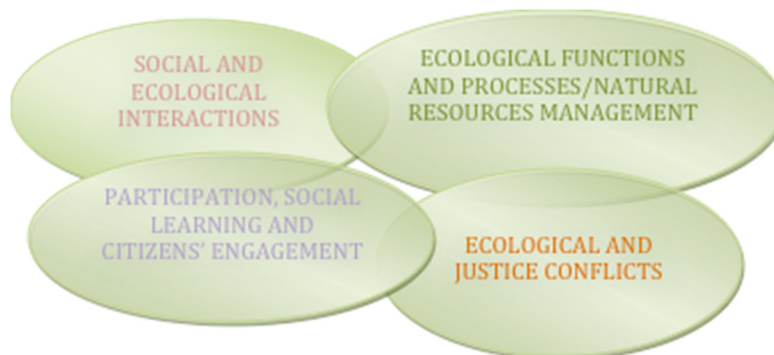 SOCIAL AND
ECOLOGICAL
INTERACTIONS
ECOLOGICAL FUNCTIONS
AND PROCESSES/NATURAL
RESOURCES MANAGEMENT
PARTICIPATION, SOCIAL
LEARNING AND
CITIZENS’ ENGAGEMENT
ECOLOGICAL AND
JUSTICE CONFLICTS